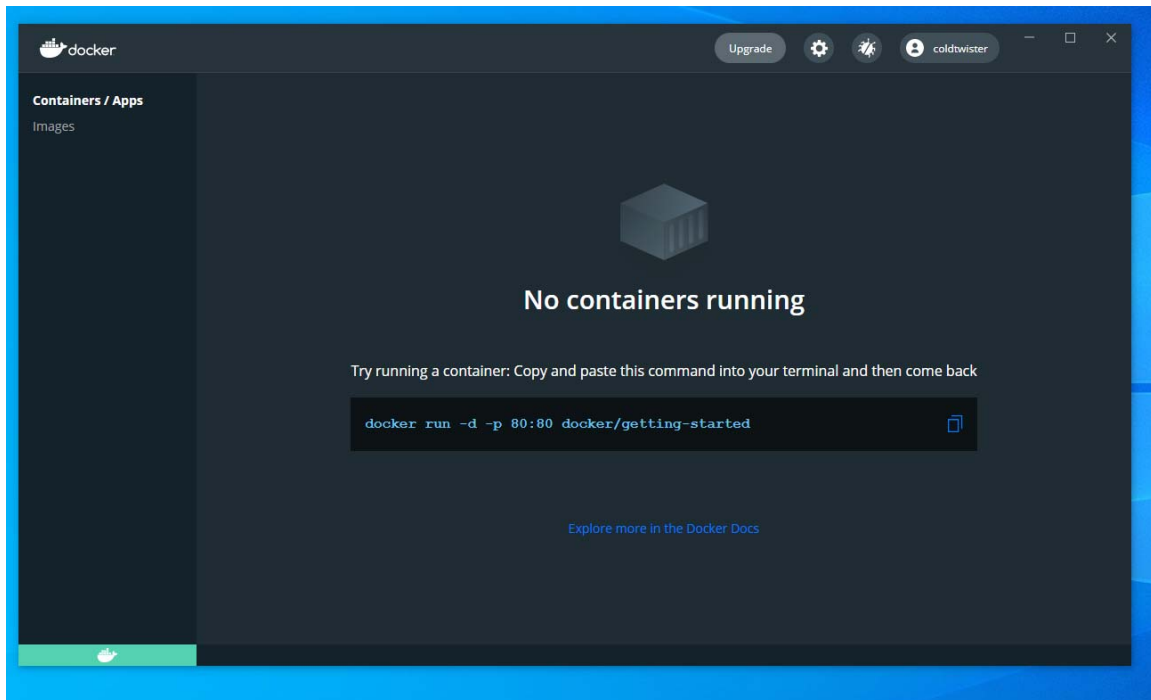 docker
Upgrade
coldtwister
Containers / Apps
Images
No containers running
Try running a container: Copy and paste this command into your terminal and then come back
docker run -d -p 80:80 docker/getting-started
Explore more in the Docker Docs